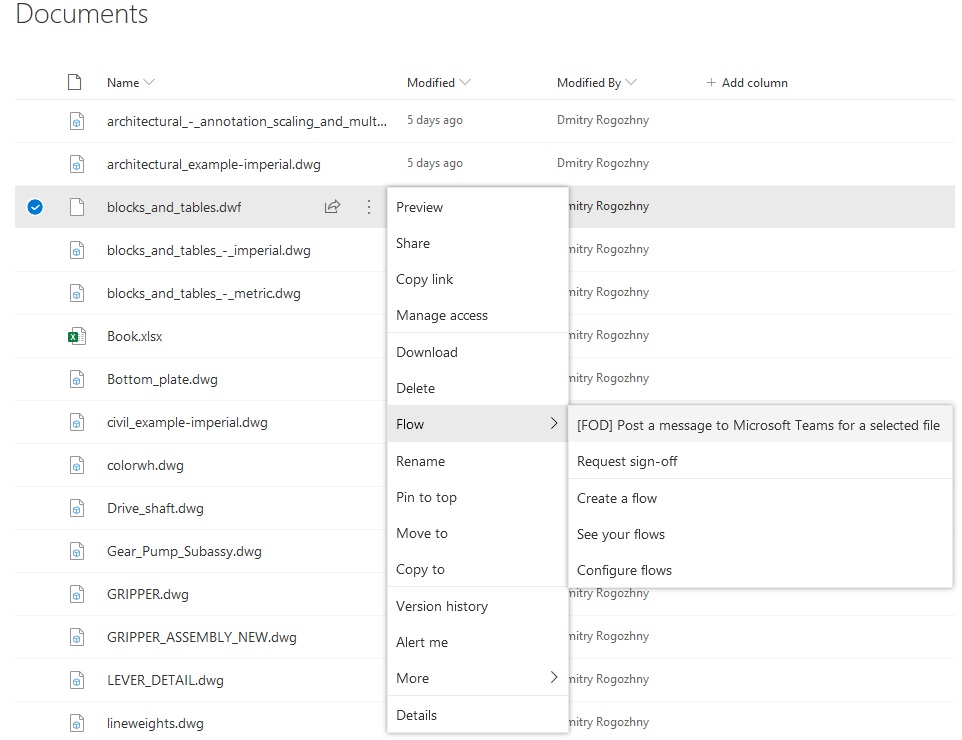 Documents
Name Modified Modified By + Add column
architectural_-_annotation_scaling_and_mult... 5 days ago Dmitry Rogozhny
architectural_example-imperial.dwg 5 days ago Dmitry Rogozhny
blocks_and_tables.dwf Preview mitry Rogozhny
Share
blocks_and_tables_-_imperial.dwg mitry Rogozhny
Copy link
blocks_and_tables_-_metric.dwg mitry Rogozhny
Manage access
Book.xlsx mitry Rogozhny
Download
Bottom_plate.dwg mitry Rogozhny
Delete
civil_example-imperial.dwg Flow [FOD] Post a message to Microsoft Teams for a selected file
colorwh.dwg Rename Request sign-off
Drive_shaft.dwg Pin to top Create a flow
Move to See your flows
Gear_Pump_Subassy.dwg
Copy to Configure flows
GRIPPER.dwg mitry Rogozhny
Version history
GRIPPER_ASSEMBLY_NEW.dwg Alert me mitry Rogozhny
LEVER_DETAIL.dwg More mitry Rogozhny
lineweights.dwg Details mitry Rogozhny